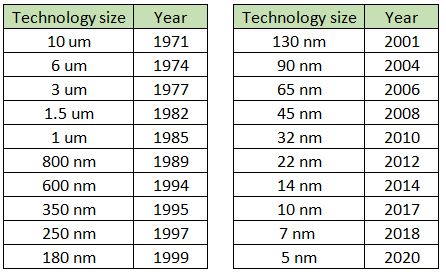 Technology size Year
10 um 1971
6 um 1974
3 um 1977
1.5 um 1982
1 um 1985
800 nm 1989
600 nm 1994
350 nm 1995
250 nm 1997
180 nm 1999
Technology size Year
130 nm 2001
90 nm 2004
65 nm 2006
45 nm 2008
32 nm 2010
22 nm 2012
14 nm 2014
10 nm 2017
7 nm 2018
5 nm 2020